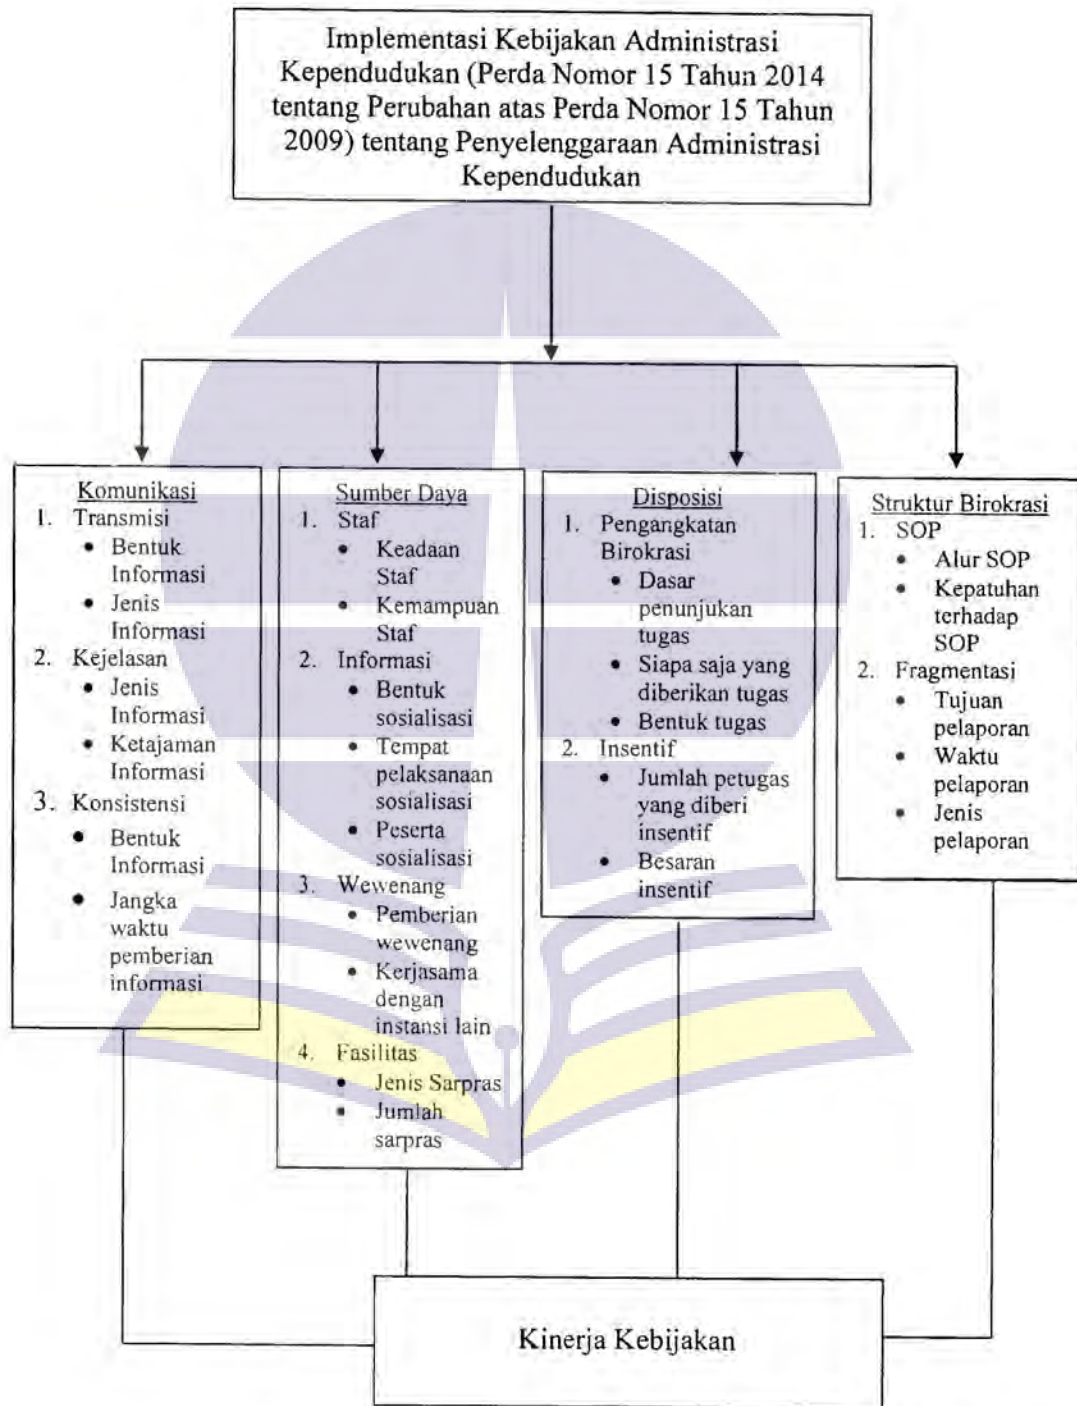 Implementasi Kebijakan Administrasi
Kependudukan (Perda Nomor 15 Tahun 2014
tentang Perubahan atas Perda Nomor 15 Tahun
2009) tentang Penyelenggaraan Administrasi
Kependudukan
Komunikasi
1. Transmisi
• Bentuk
Informasi
• Jenis
Informasi
2. Kejelasan
• Jenis
Informasi
• Ketajaman
Informasi
3. Konsistensi
• Bentuk
Informasi
• Jangka
waktu
pemberian
informasi
Sumber Daya
1. Staf
• Keadaan
Staf
• Kemampuan
Staf
2. Informasi
• Bentuk
sosialisasi
• Tempat
pelaksanaan
sosialisasi
• Peserta
sosialisasi
3. Wewenang
• Pemberian
wewenang
• Kerjasama
dengan
instansi lain
4. Fasilitas
• Jenis Sarpras
• Jumlah
sarpras
Disposisi
1. Pengangkatan
Birokrasi
• Dasar
penunjukan
tugas
• Siapa saja yang
diberikan tugas
• Bentuk tugas
2. Insentif
• Jumlah petugas
yang diberi
insentif
• Besaran
insentif
Struktur Birokrasi
1. SOP
• Alur SOP
• Kepatuhan
terhadap
SOP
2. Fragmentasi
• Tujuan
pelaporan
• Waktu
pelaporan
• Jenis
pelaporan
Kinerja Kebijakan